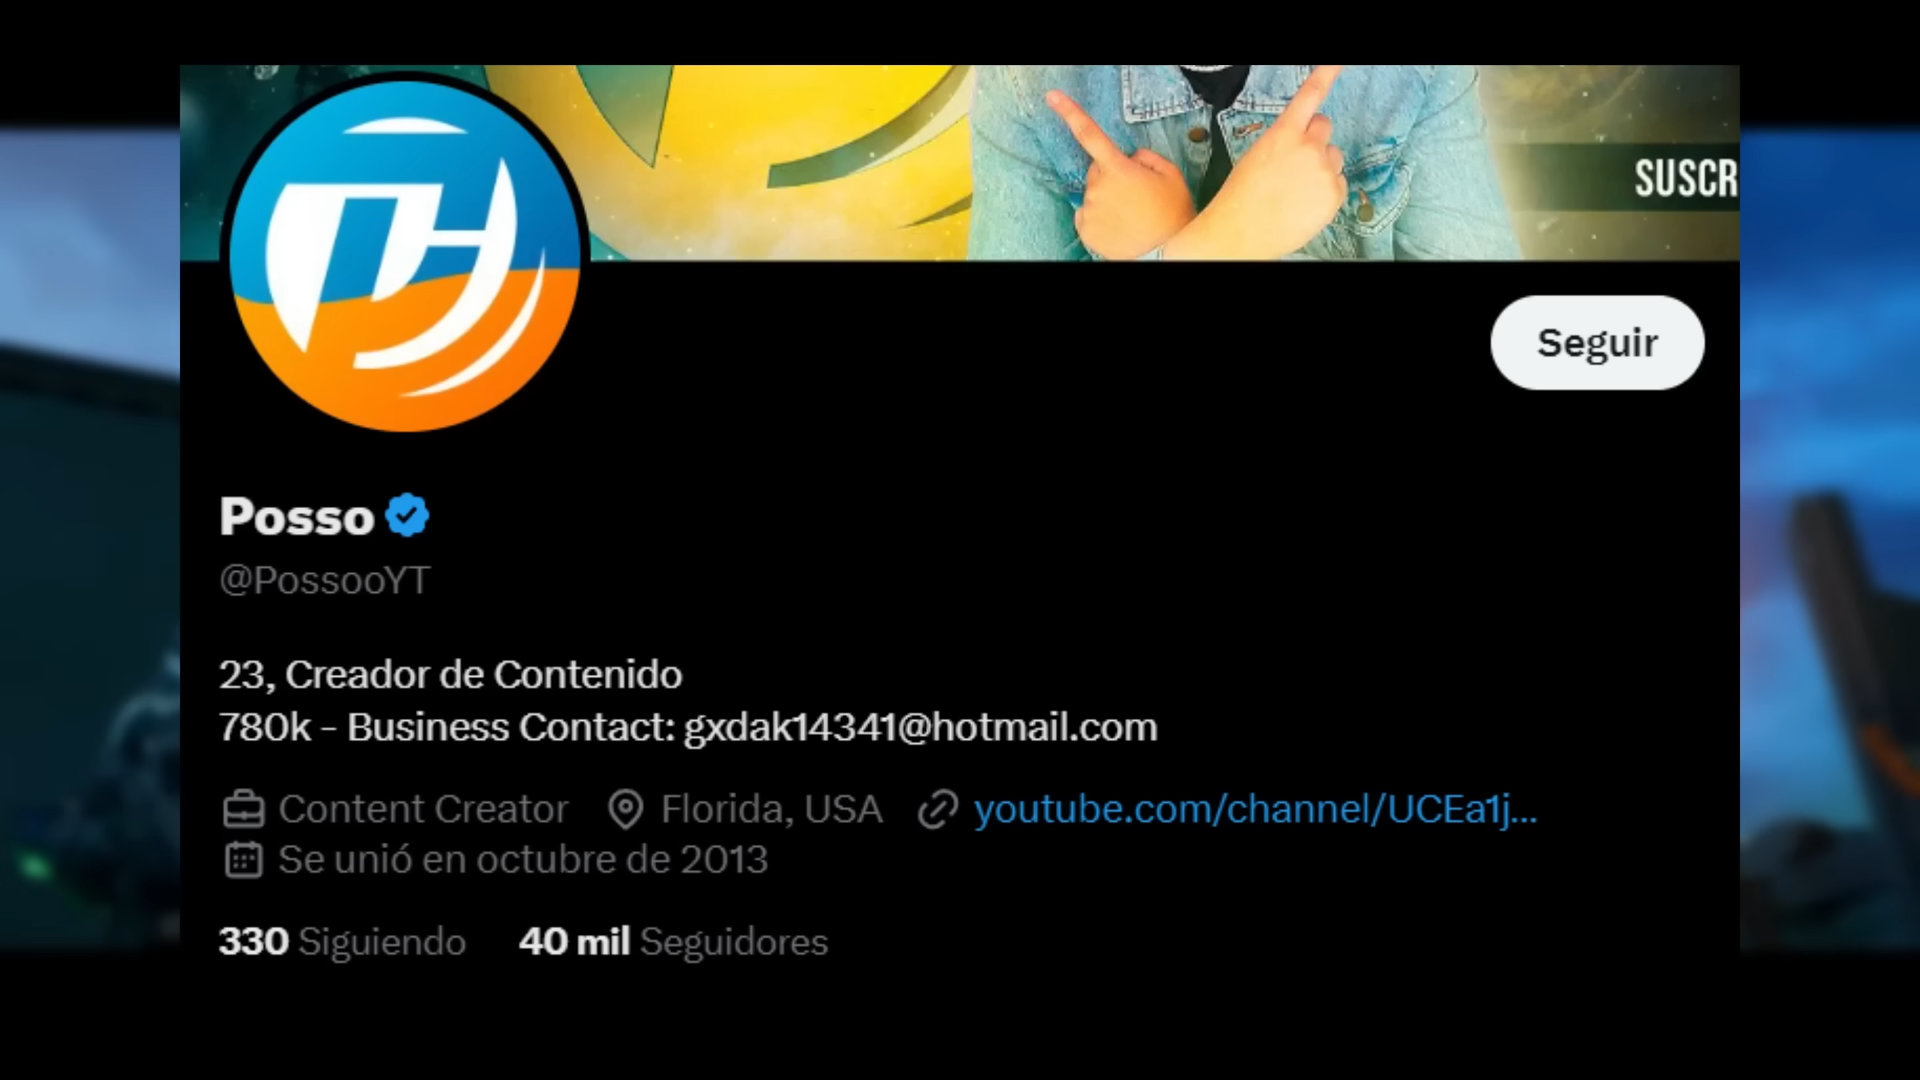 SUSCR
Seguir
Posso
@PossooYT
23, Creador de Contenido
780k - Business Contact: gxdak14341@hotmail.com
Content Creator Florida, USA youtube.com/channel/UCEa1j...
Se unió en octubre de 2013
330 Siguiendo 40 mil Seguidores